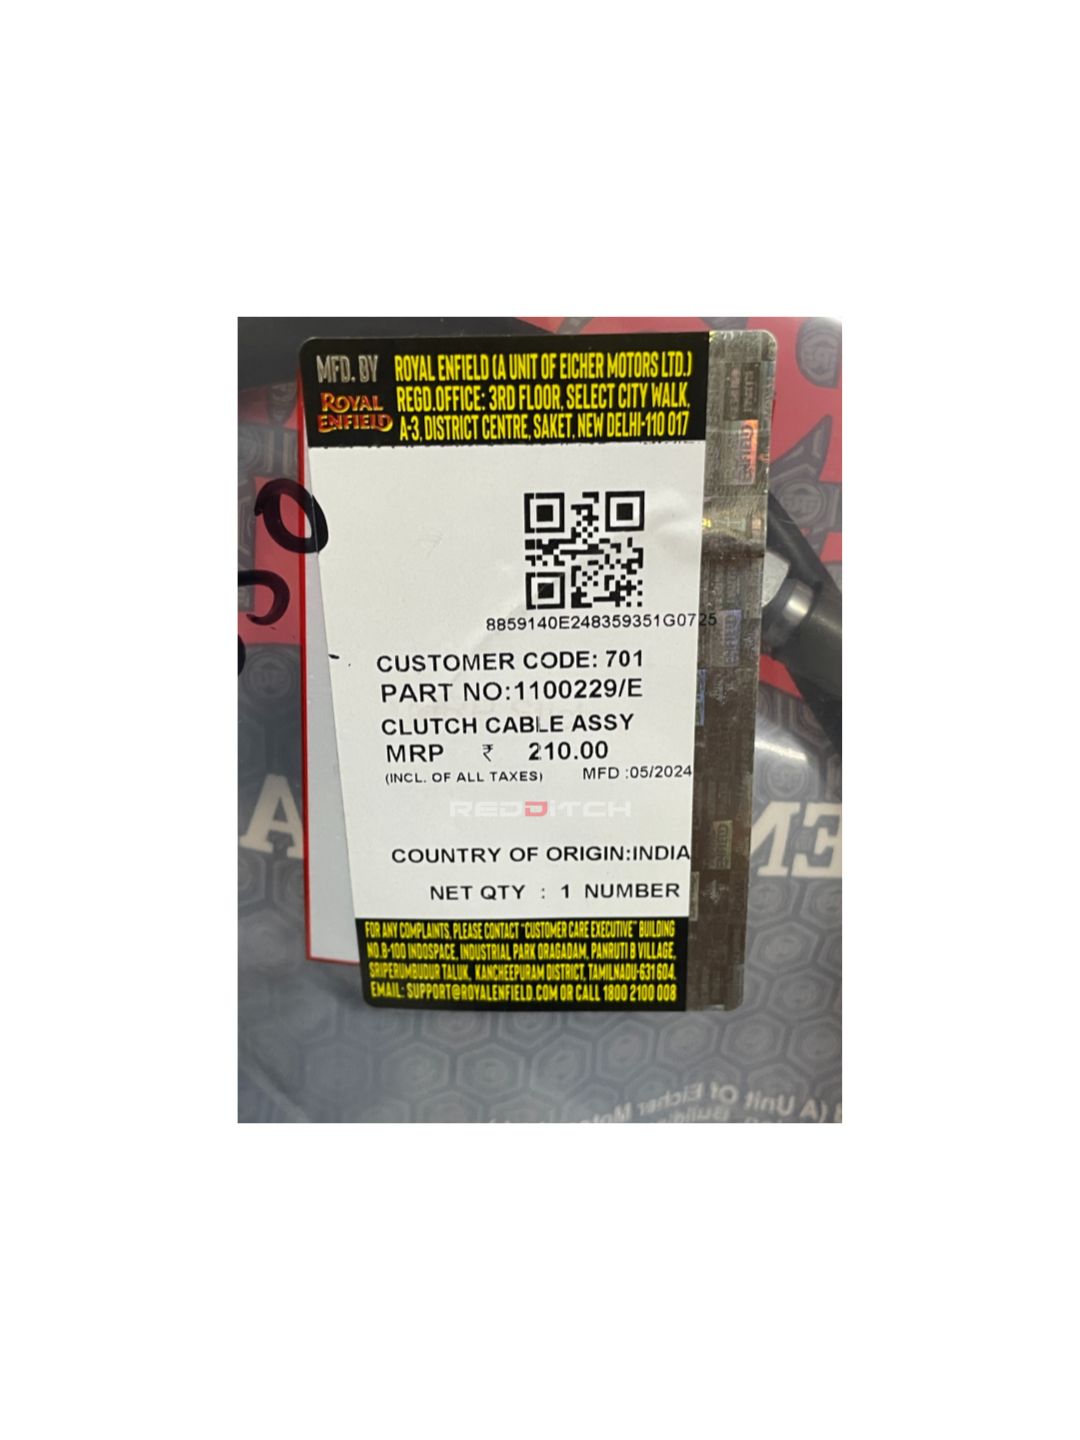 MFD. BY
ROYAL ENFIELD (A UNIT OF EICHER MOTORS LTD.)
ROYAL
ENFIELD
REGD.OFFICE: 3RD FLOOR, SELECT CITY WALK,
A-3, DISTRICT CENTRE, SAKET, NEW DELHI-110 017
8859140E248359351G0725
CUSTOMER CODE: 701
PART NO:1100229/E
CLUTCH CABLE ASSY
MRP ₹ 210.00
(INCL. OF ALL TAXES) MFD :05/2024
REDDITCH
COUNTRY OF ORIGIN:INDIA
NET QTY : 1 NUMBER
FOR ANY COMPLAINTS, PLEASE CONTACT "CUSTOMER CARE EXECUTIVE" BUILDING
NO.B-100 INDOSPACE, INDUSTRIAL PARK ORAGADAM, PANRUTI B VILLAGE,
SRIPERUMBUDUR TALUK, KANCHEEPURAM DISTRICT, TAMILNADU-631 604.
EMAIL: SUPPORT@ROYALENFIELD.COM OR CALL 1800 2100 008
(A Unit Of Eicher